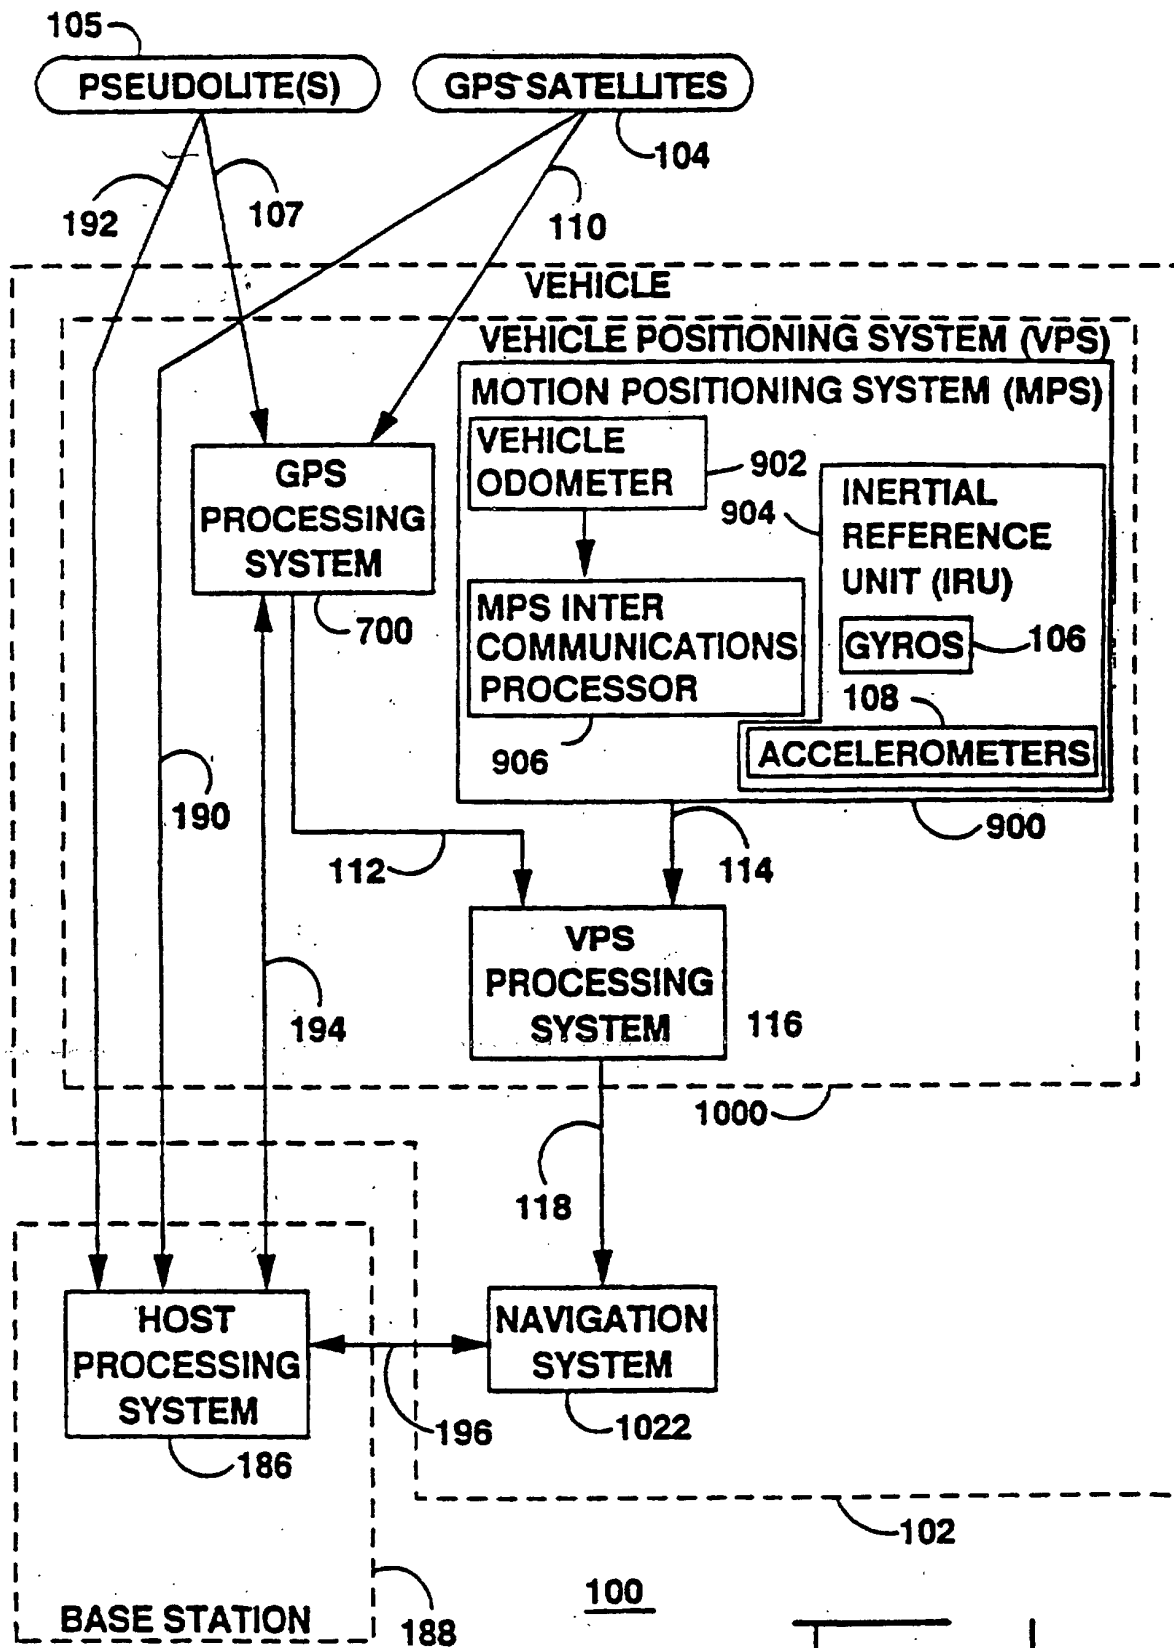 105
PSEUDOLITE(S)
GPS SATELLITES
104
192
107
110
VEHICLE
VEHICLE POSITIONING SYSTEM (VPS)
MOTION POSITIONING SYSTEM (MPS)
VEHICLE
ODOMETER
902
904
INERTIAL
REFERENCE
UNIT (IRU)
GPS
PROCESSING
SYSTEM
700
MPS INTER
COMMUNICATIONS
PROCESSOR
906
GYROS
106
108
ACCELEROMETERS
900
190
112
114
VPS
PROCESSING
SYSTEM
116
194
1000
118
HOST
PROCESSING
SYSTEM
186
NAVIGATION
SYSTEM
196
1022
102
100
BASE STATION
188